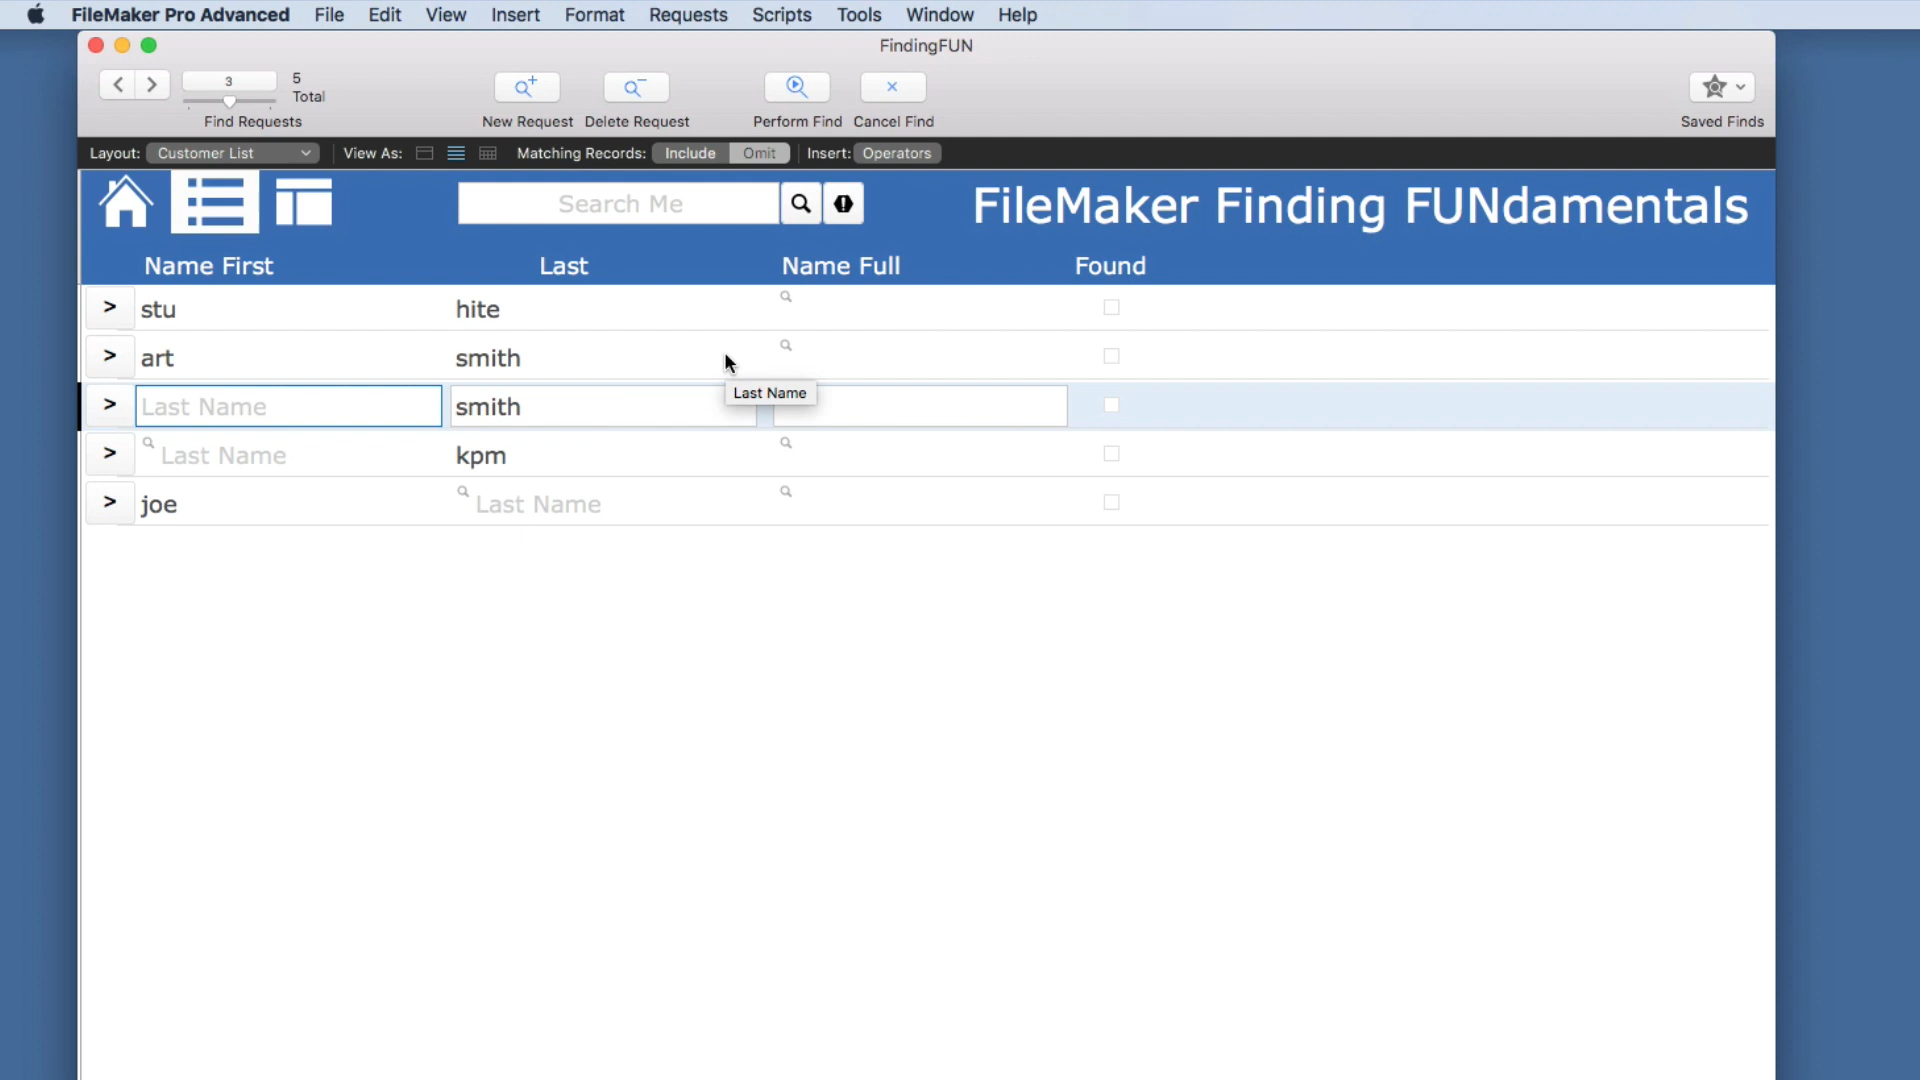 FileMaker Pro Advanced File Edit View Insert Format Requests Scripts Tools Window Help
FindingFUN
3
5
Total
Find Requests
New Request
Delete Request
Perform Find
Cancel Find
Saved Finds
Layout: Customer List View As: Matching Records: Include Omit Insert: Operators
Search Me
FileMaker Finding FUNdamentals
Name First Last Name Full Found
> stu hite
> art smith
Last Name
> Last Name smith
> Last Name kpm
> joe Last Name